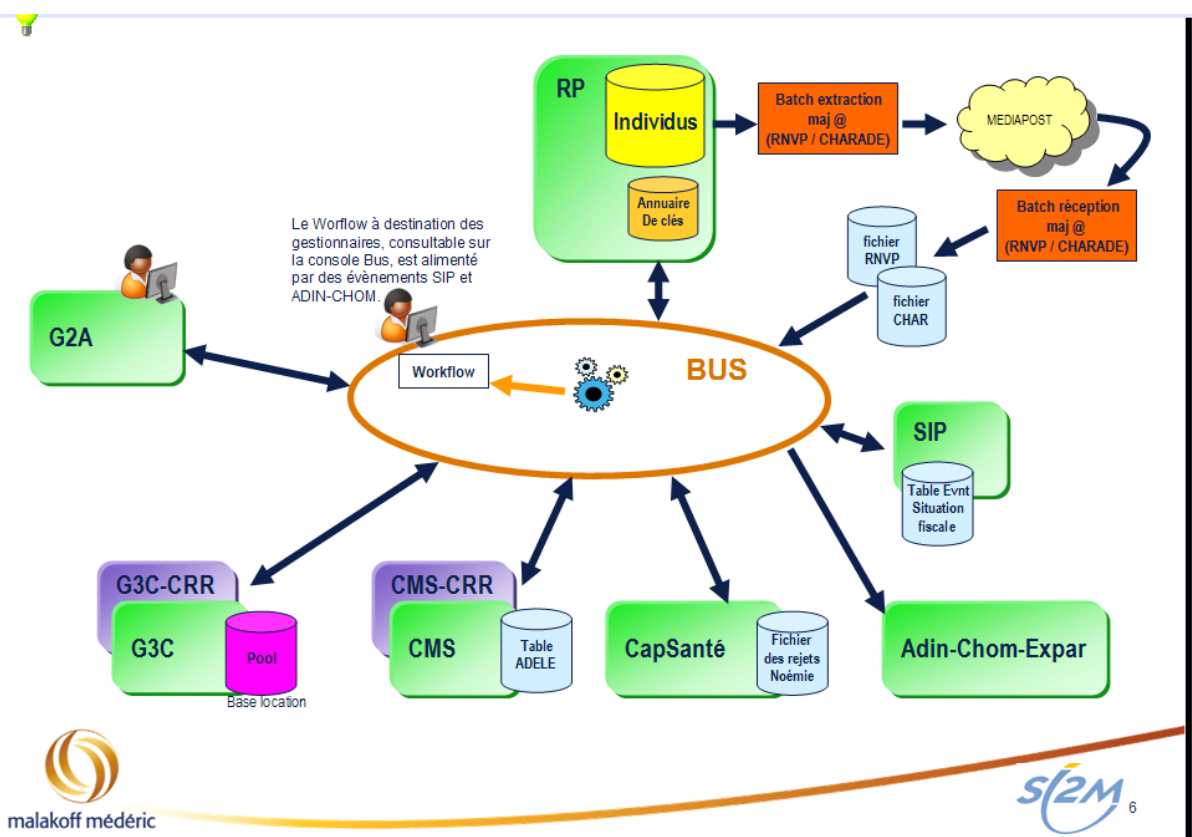 RP
Individus
Annuaire
De clés
Batch extraction
maj @
(RNVP / CHARADE)
MEDIAPOST
Batch réception
maj @
(RNVP / CHARADE)
fichier
RNVP
fichier
CHAR
Le Worflow à destination des
gestionnaires, consultable sur
la console Bus, est alimenté
par des évènements SIP et
ADIN-CHOM.
G2A
Workflow
BUS
SIP
Table Evnt
Situation
fiscale
G3C-CRR
G3C
Pool
Base location
CMS-CRR
CMS
Table
ADELE
CapSanté
Fichier
des rejets
Noémie
Adin-Chom-Expar
malakoff médéric
SI2M
6